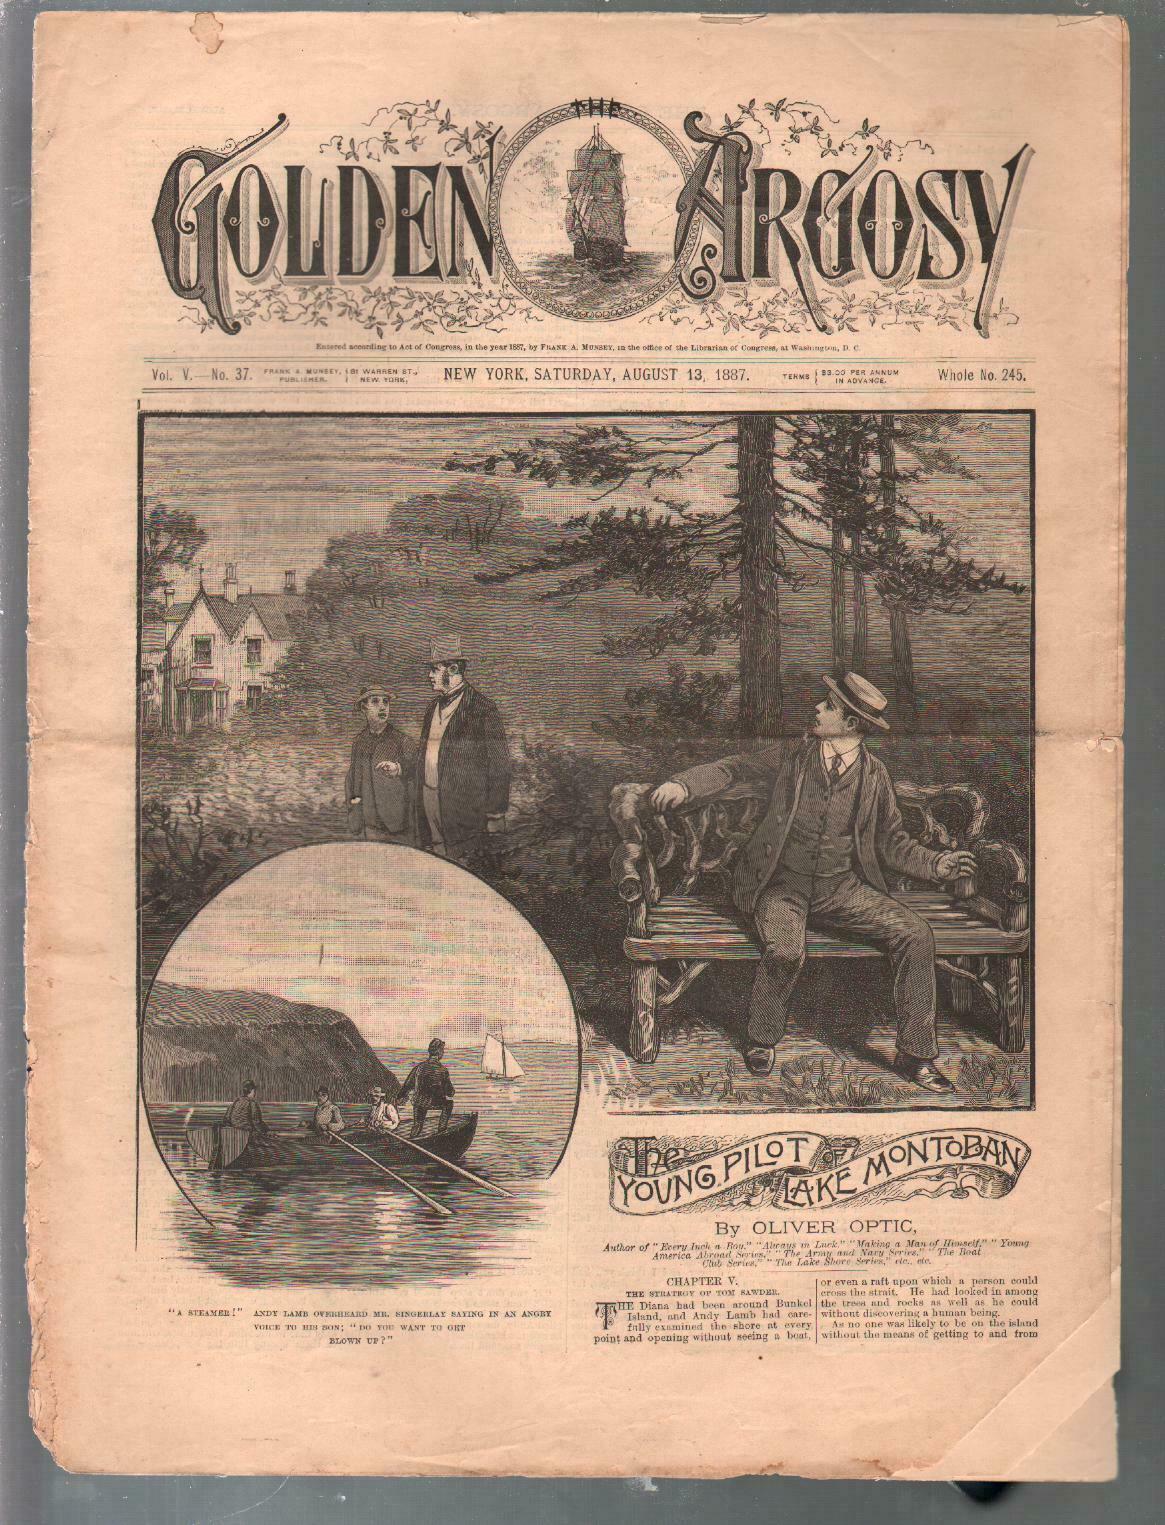 THE
GOLDEN ARGOSY
Entered according to Act of Congress, in the year 1887, by FRANK A. MUNSEY, in the office of the Librarian of Congress, at Washington, D. C.
Vol. V.—No. 37. FRANK A. MUNSEY, PUBLISHER. 81 WARREN ST., NEW YORK, NEW YORK, SATURDAY, AUGUST 13, 1887. TERMS $3.00 PER ANNUM IN ADVANCE. Whole No. 245.
"A STEAMER!" ANDY LAMB OVERHEARD MR. SINGERLAY SAYING IN AN ANGRY
VOICE TO HIS SON; "DO YOU WANT TO GET
BLOWN UP?"
The
YOUNG PILOT OF
LAKE MONTOBAN
By OLIVER OPTIC,
Author of "Every Inch a Boy," "Always in Luck," "Making a Man of Himself," "Young
America Abroad Series," "The Army and Navy Series," "The Boat
Club Series," "The Lake Shore Series," etc., etc.
CHAPTER V.
THE STRATEGY OF TOM SAWDER.
THE Diana had been around Bunkel
Island, and Andy Lamb had care-
fully examined the shore at every
point and opening without seeing a boat,
or even a raft upon which a person could
cross the strait. He had looked in among
the trees and rocks as well as he could
without discovering a human being.
As no one was likely to be on the island
without the means of getting to and from